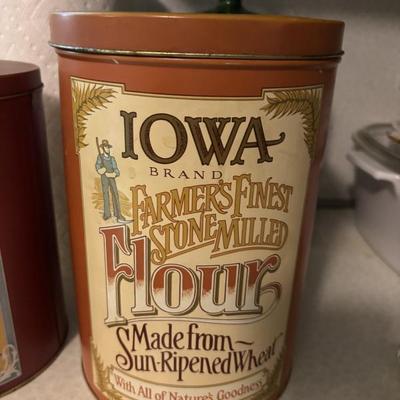 IOWA
BRAND
FARMER'S FINEST
STONE MILLED
Flour
Made from
Sun-Ripened Wheat
With All of Nature's Goodness